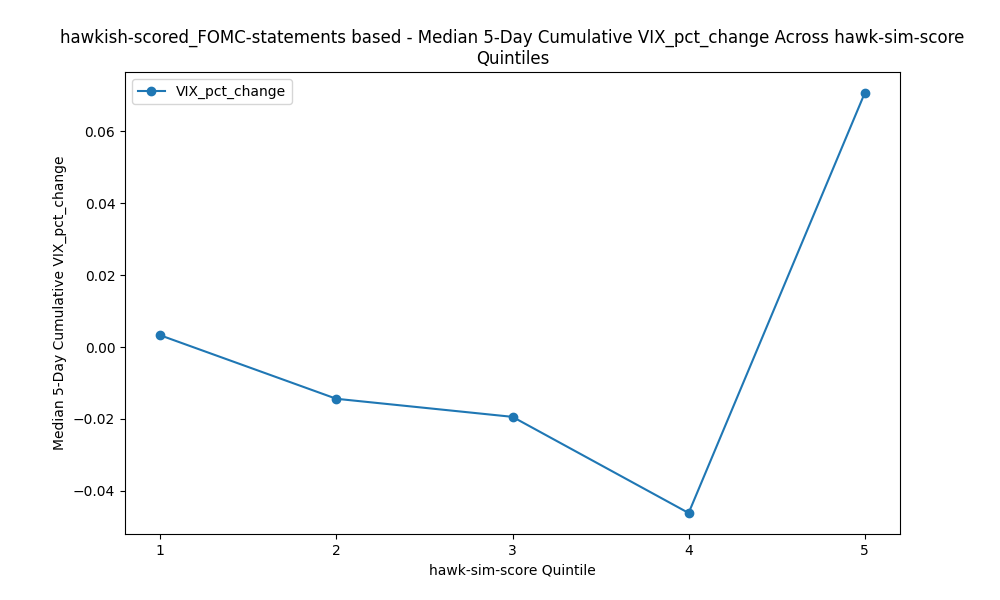 hawkish-scored_FOMC-statements based - Median 5-Day Cumulative VIX_pct_change Across hawk-sim-score
Quintiles
VIX_pct_change
Median 5-Day Cumulative VIX_pct_change
0.06
0.04
0.02
0.00
−0.02
−0.04
1 2 3 4 5
hawk-sim-score Quintile